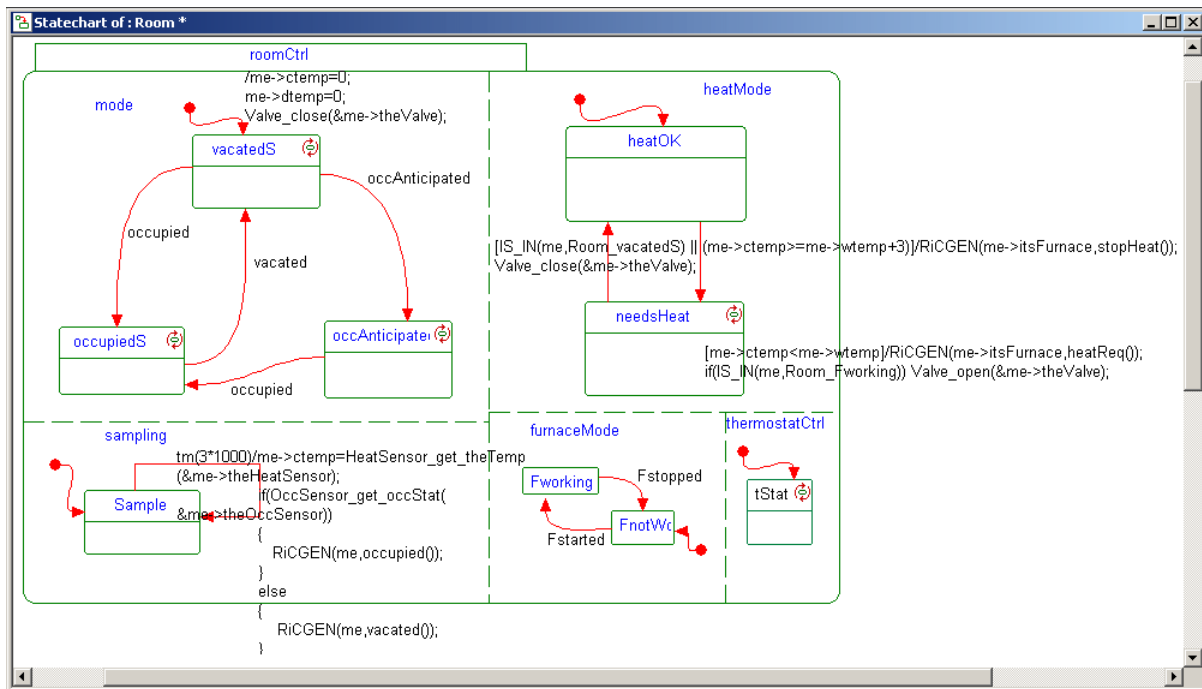 Statechart of : Room *
roomCtrl
/me->ctemp=0;
me->dtemp=0;
Valve_close(&me->theValve);
mode
vacatedS
occAnticipated
occupied
vacated
occupiedS
occAnticipate
occupied
heatMode
heatOK
[IS_IN(me,Room_vacatedS) || (me->ctemp>=me->wtemp+3)]/RiCGEN(me->itsFurnace,stopHeat());
Valve_close(&me->theValve);
needsHeat
[me->ctemp<me->wtemp]/RiCGEN(me->itsFurnace,heatReq());
if(IS_IN(me,Room_Fworking)) Valve_open(&me->theValve);
sampling
tm(3*1000)/me->ctemp=HeatSensor_get_theTemp
(&me->theHeatSensor);
if(OccSensor_get_occStat(
&me->theOccSensor))
{
RiCGEN(me,occupied());
}
else
{
RiCGEN(me,vacated());
}
Sample
furnaceMode
Fworking
Fstopped
FnotWo
Fstarted
thermostatCtrl
tStat